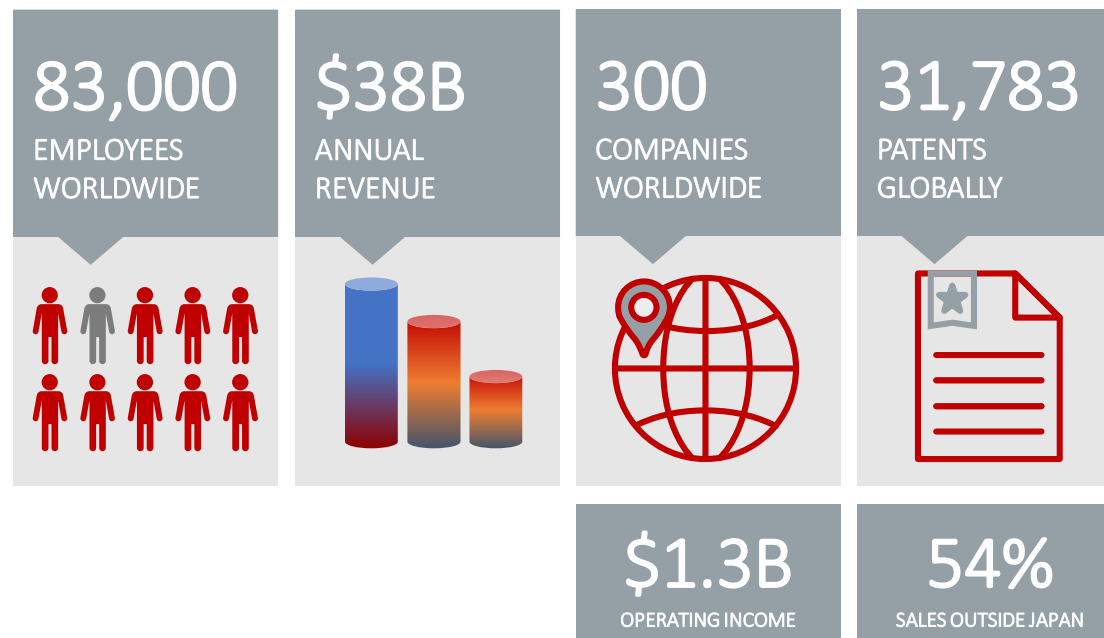 83,000
EMPLOYEES
WORLDWIDE
$38B
ANNUAL
REVENUE
300
COMPANIES
WORLDWIDE
31,783
PATENTS
GLOBALLY
$1.3B
OPERATING INCOME
54%
SALES OUTSIDE JAPAN